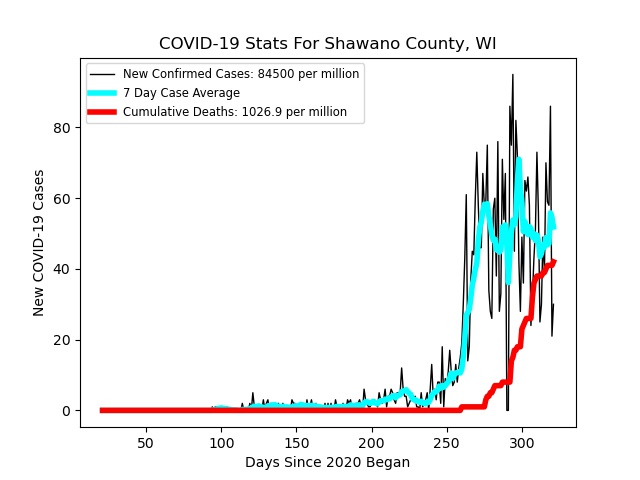 COVID-19 Stats For Shawano County, WI
New Confirmed Cases: 84500 per million
7 Day Case Average
Cumulative Deaths: 1026.9 per million
New COVID-19 Cases
80
60
40
20
0
50 100 150 200 250 300
Days Since 2020 Began